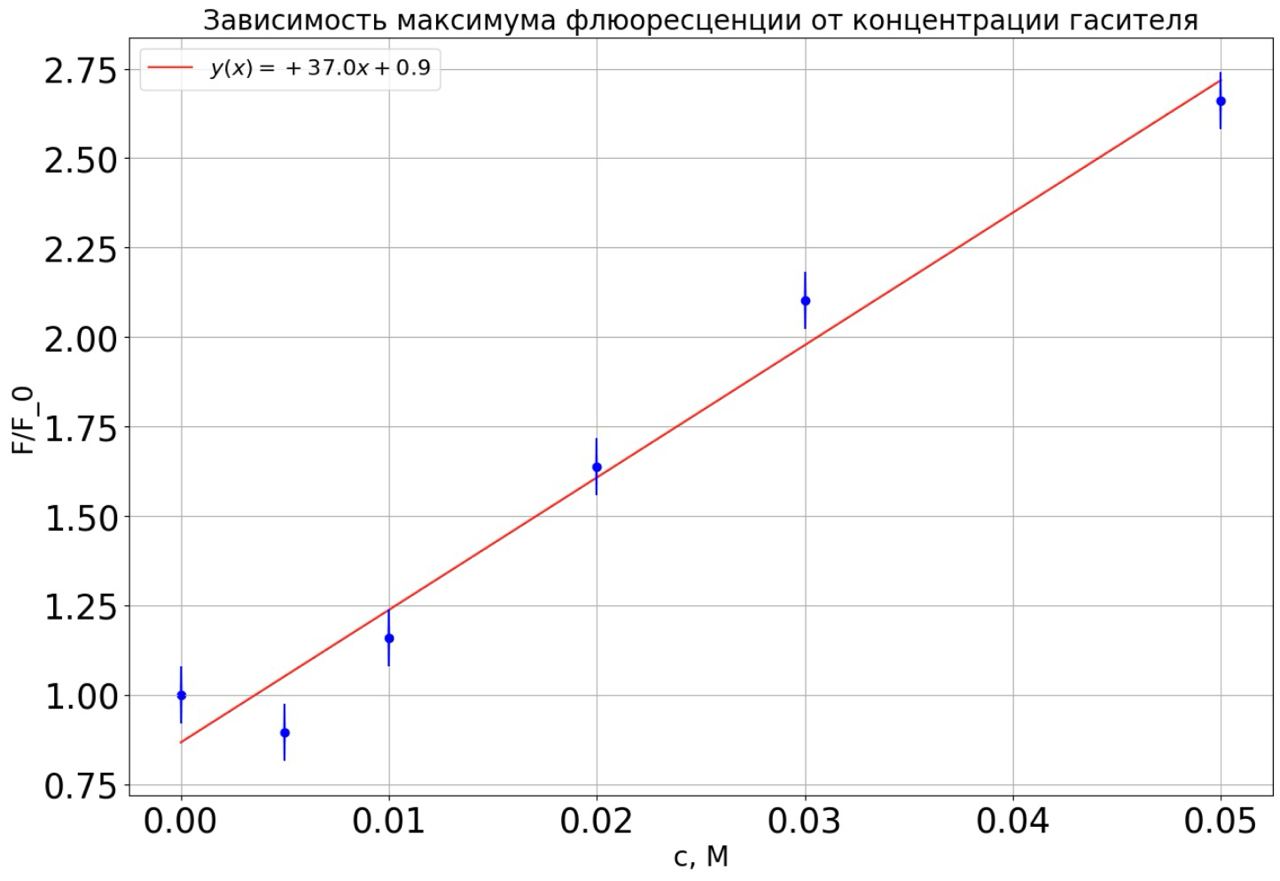 Зависимость максимума флюоресценции от концентрации гасителя
y(x) = +37.0x + 0.9
2.75
2.50
2.25
2.00
1.75
1.50
1.25
1.00
0.75
F/F_0
0.00 0.01 0.02 0.03 0.04 0.05
с, М